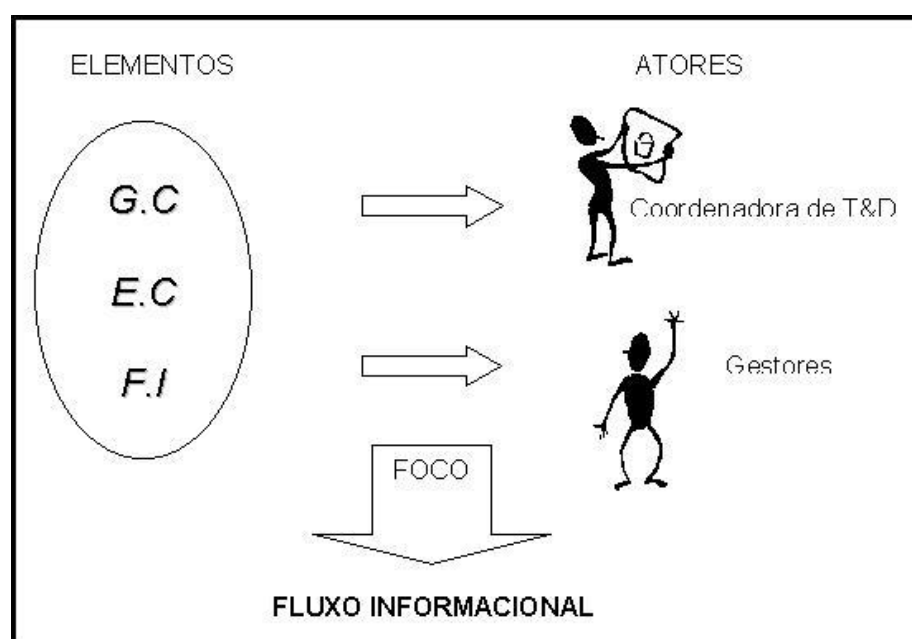 ELEMENTOS
ATORES
G.C
Coordenadora de T&D
E.C
Gestores
F.I
FOCO
FLUXO INFORMACIONAL